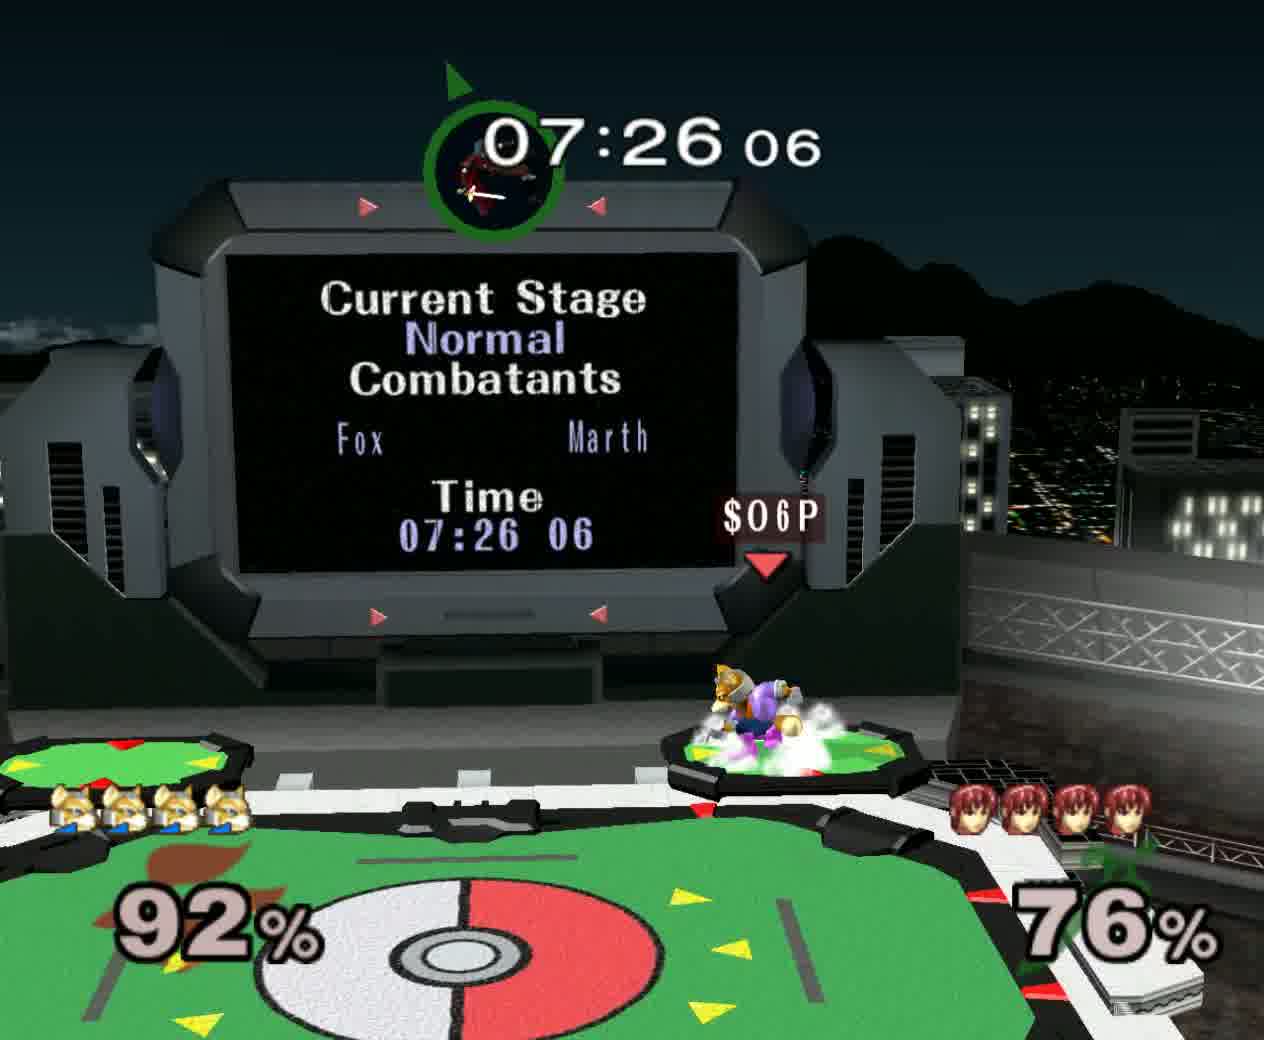 07:26 06
Current Stage
Normal
Combatants
Fox Marth
Time
07:26 06
$06P
92%
76%